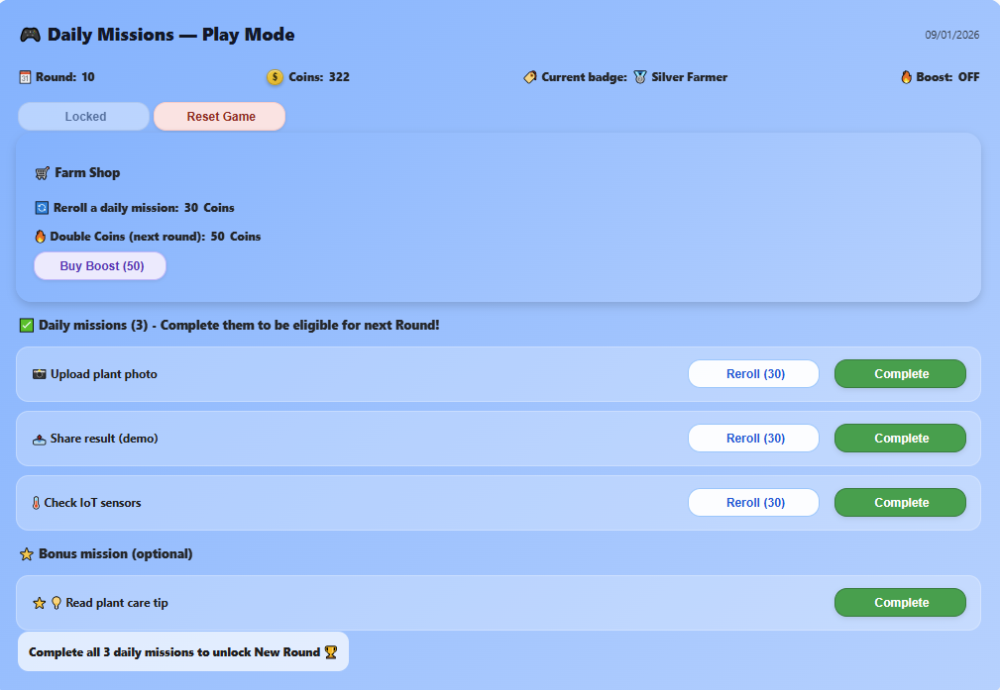 🎮 Daily Missions — Play Mode
09/01/2026
Round: 10
Coins: 322
Current badge: 🥈 Silver Farmer
Boost: OFF
Locked
Reset Game
Farm Shop
Reroll a daily mission: 30 Coins
Double Coins (next round): 50 Coins
Buy Boost (50)
Daily missions (3) - Complete them to be eligible for next Round!
Upload plant photo
Reroll (30)
Complete
Share result (demo)
Reroll (30)
Complete
Check IoT sensors
Reroll (30)
Complete
Bonus mission (optional)
Read plant care tip
Complete
Complete all 3 daily missions to unlock New Round 🏆